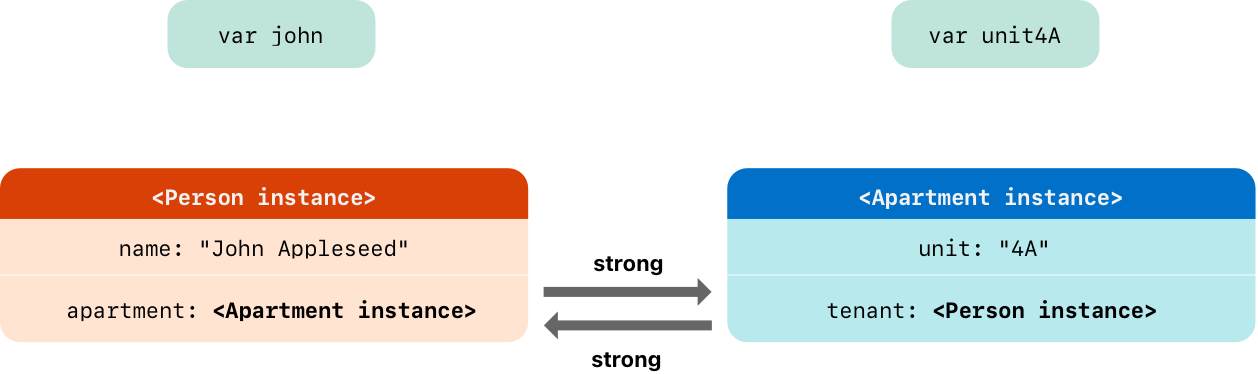 var john
var unit4A
<Person instance>
name: "John Appleseed"
apartment: <Apartment instance>
strong
strong
<Apartment instance>
unit: "4A"
tenant: <Person instance>